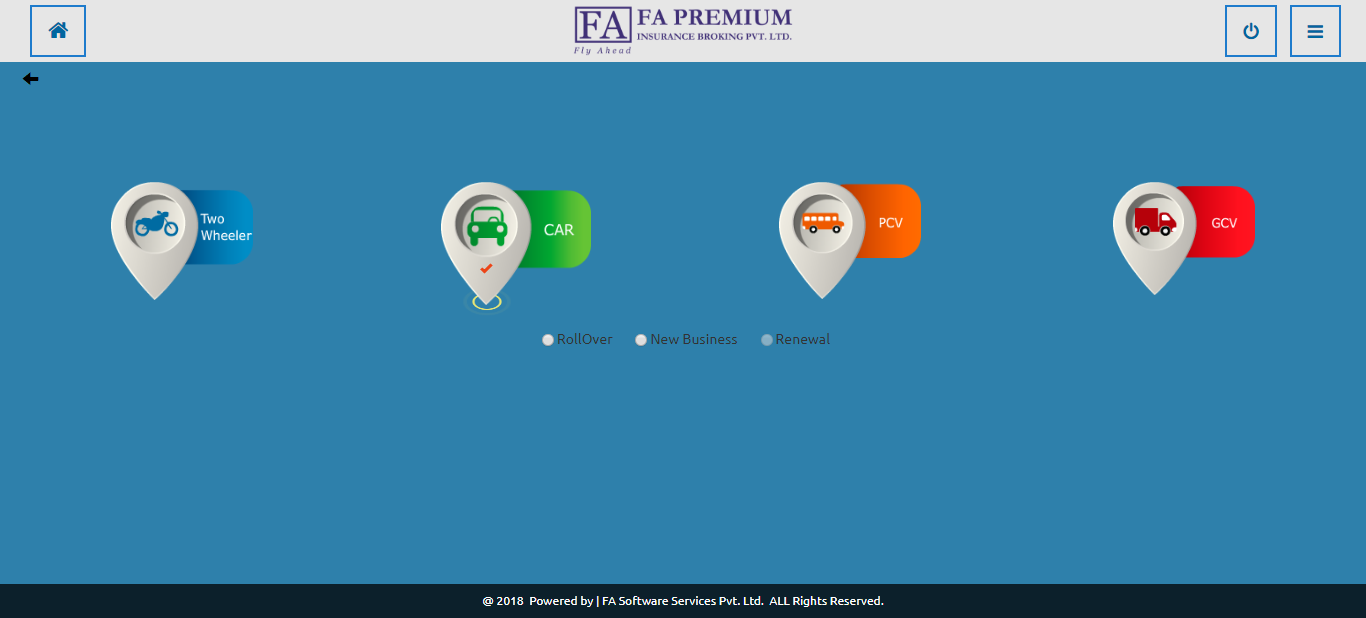 FA
FA PREMIUM
INSURANCE BROKING PVT. LTD.
Fly Ahead
Two
Wheeler
CAR
PCV
GCV
RollOver
New Business
Renewal
@ 2018 Powered by | FA Software Services Pvt. Ltd. ALL Rights Reserved.